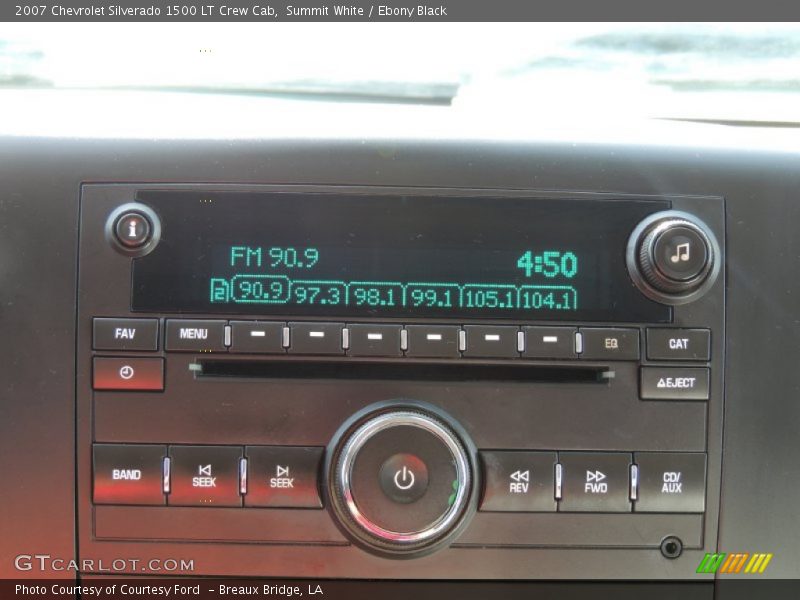 2007 Chevrolet Silverado 1500 LT Crew Cab, Summit White / Ebony Black
i
FM 90.9 4:50
2 90.9 97.3 98.1 99.1 105.1 104.1
FAV MENU EQ CAT
EJECT
BAND SEEK SEEK REV FWD CD/
AUX
GTCARLOT.COM
Photo Courtesy of Courtesy Ford - Breaux Bridge, LA